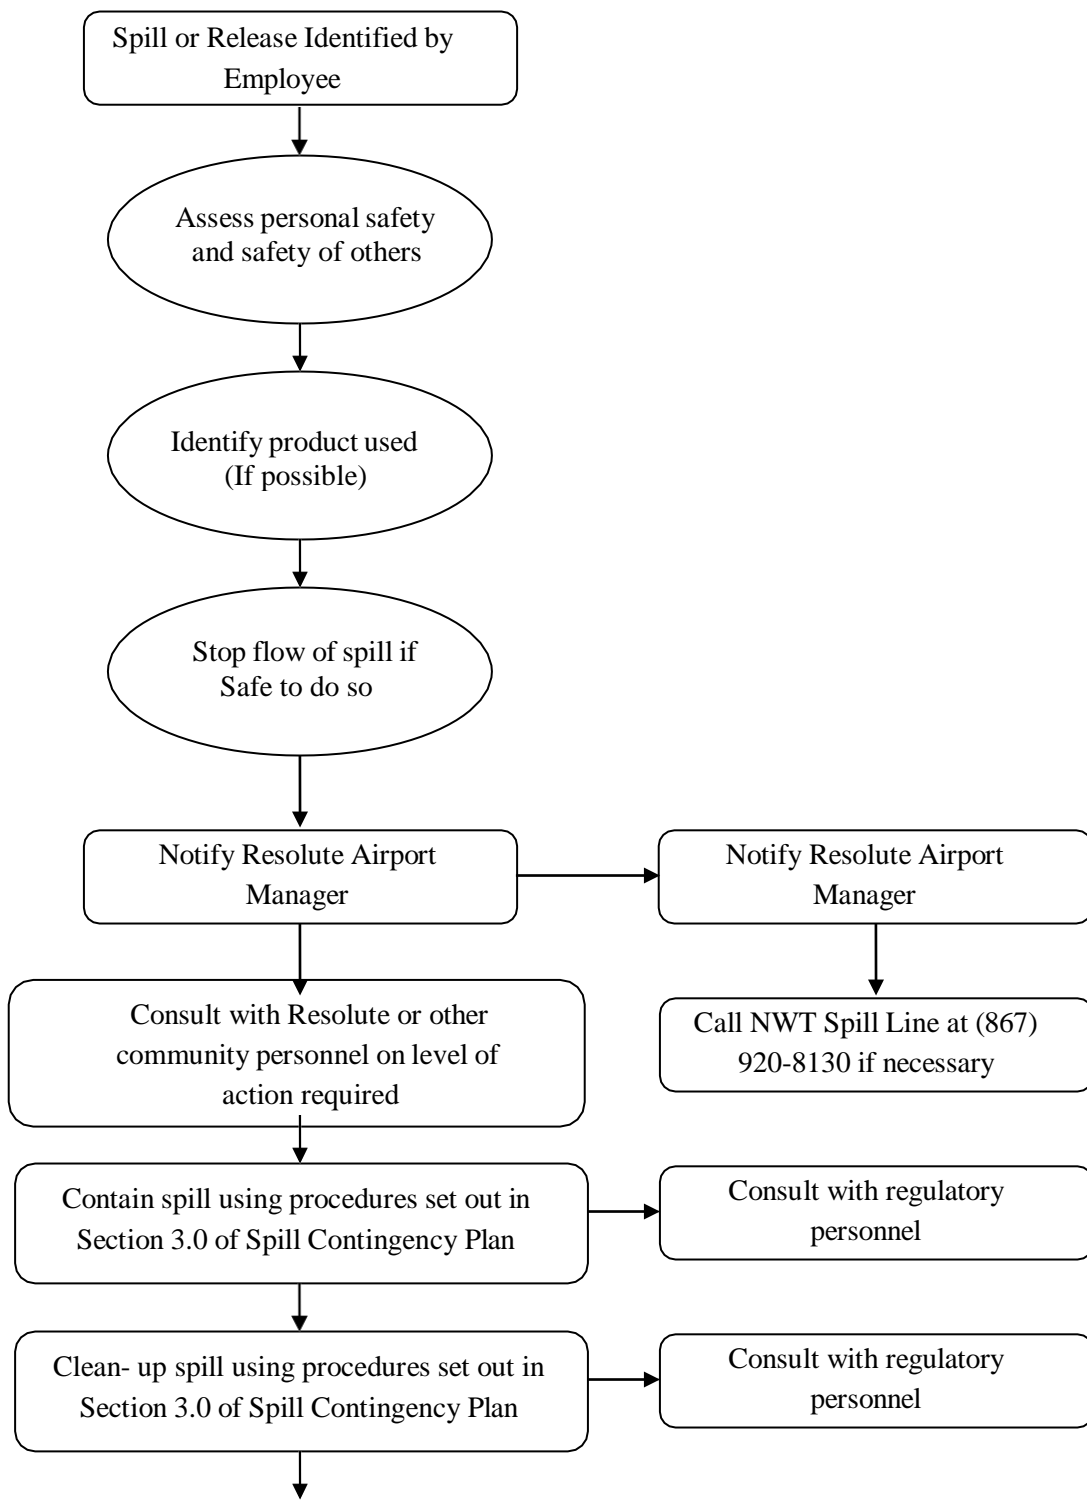 Spill or Release Identified by
Employee
Assess personal safety
and safety of others
Identify product used
(If possible)
Stop flow of spill if
Safe to do so
Notify Resolute Airport
Manager
Notify Resolute Airport
Manager
Consult with Resolute or other
community personnel on level of
action required
Call NWT Spill Line at (867)
920-8130 if necessary
Contain spill using procedures set out in
Section 3.0 of Spill Contingency Plan
Consult with regulatory
personnel
Clean- up spill using procedures set out in
Section 3.0 of Spill Contingency Plan
Consult with regulatory
personnel